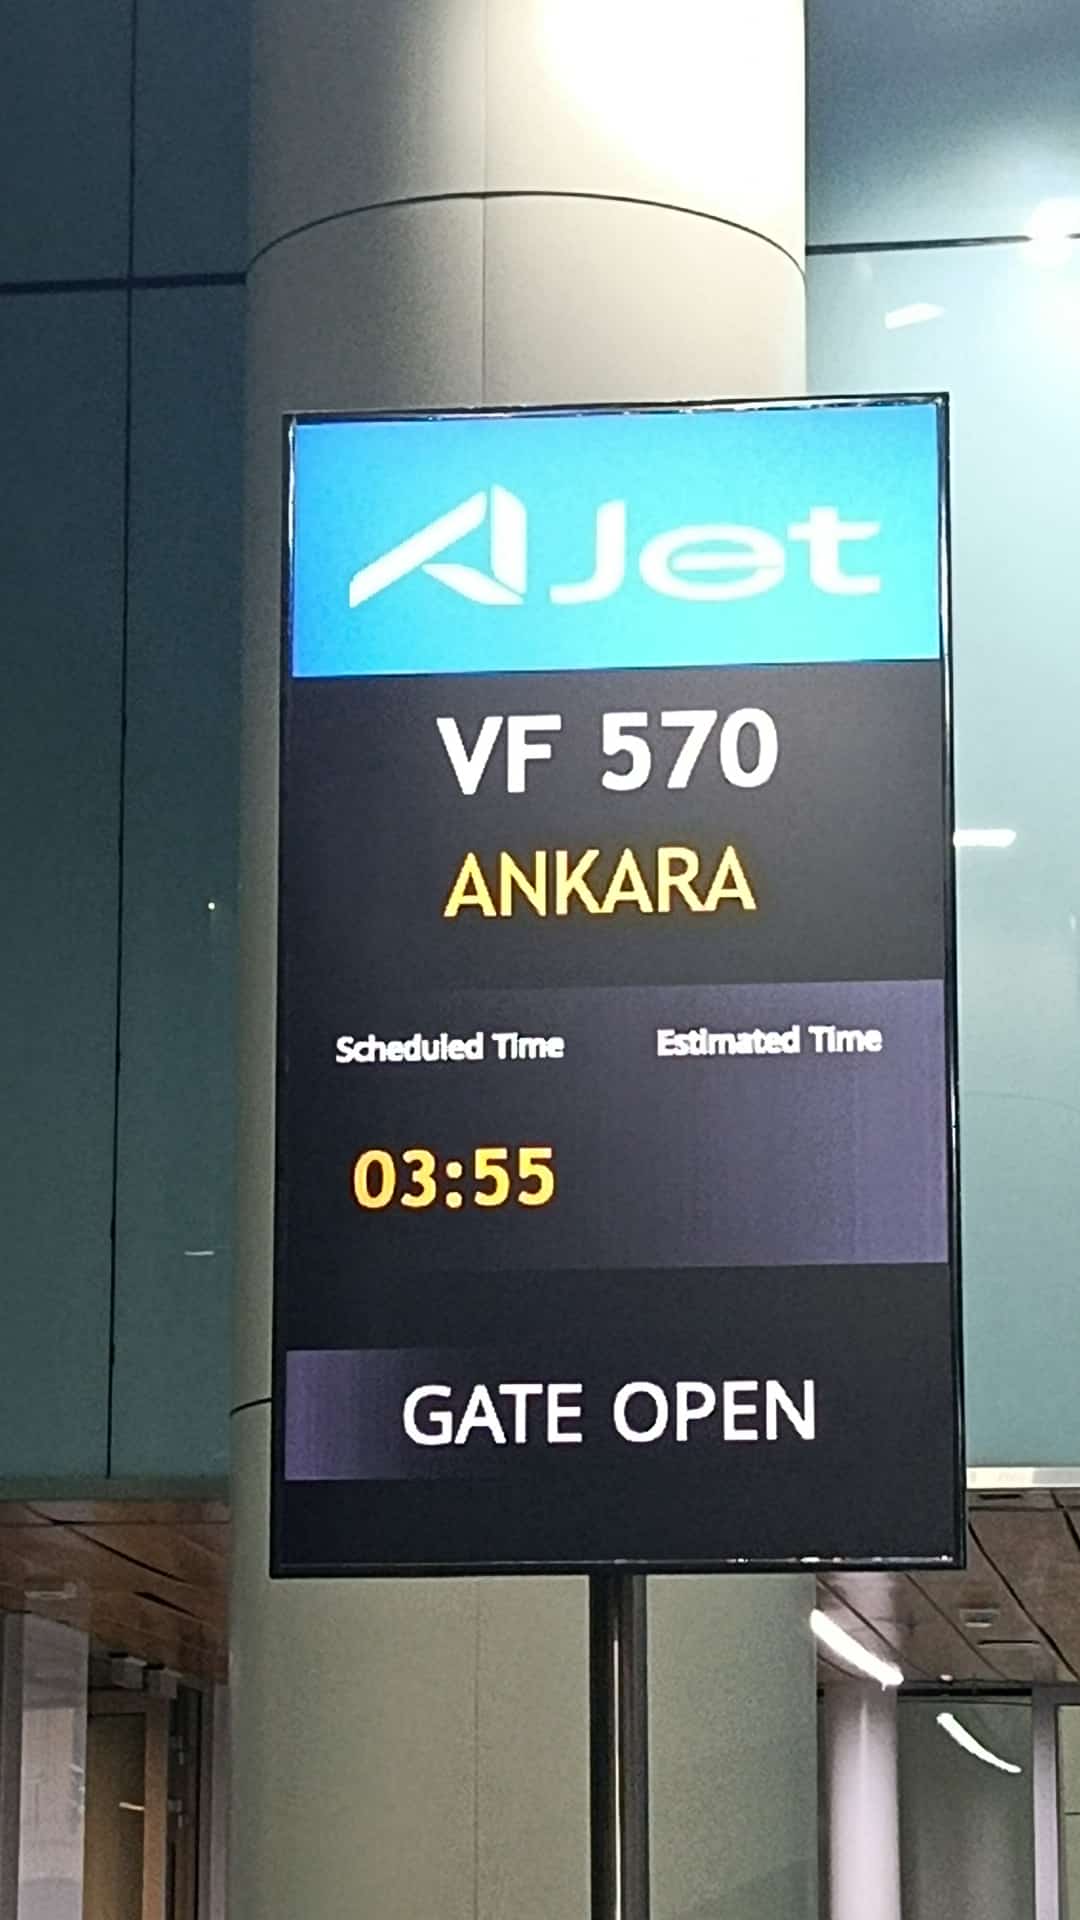 AJet
VF 570
ANKARA
Scheduled Time Estimated Time
03:55
GATE OPEN